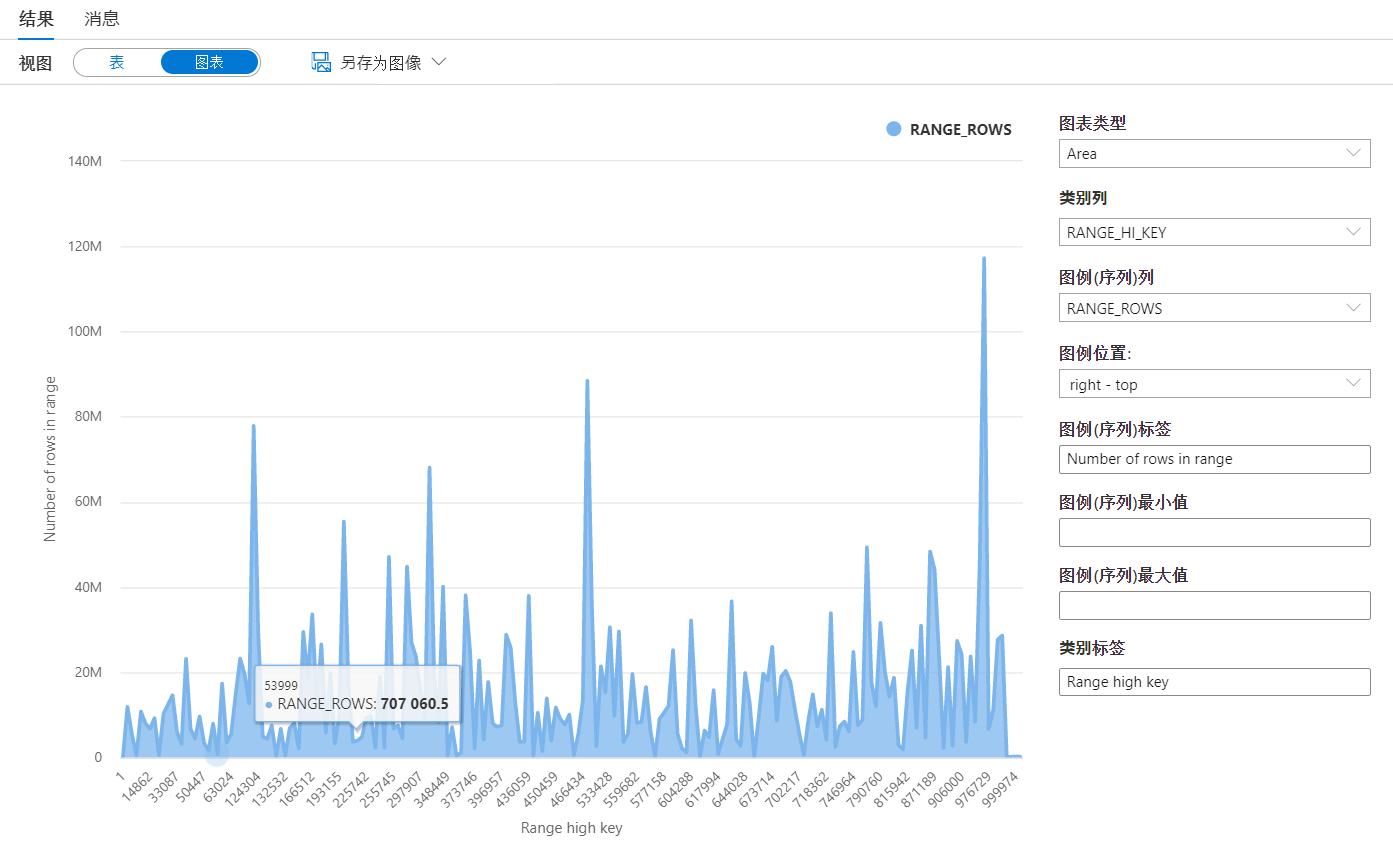 结果 消息
视图 表 图表 另存为图像
RANGE_ROWS
140M
120M
100M
80M
60M
40M
20M
0
Number of rows in range
53999
RANGE_ROWS: 707 060.5
1 14862 33087 50447 63024 124304 132532 166512 193155 225742 255745 297907 348449 373746 396957 436059 450459 466434 533428 559682 577158 604288 617994 644028 673714 702217 718362 746964 790760 815942 871189 906000 976729 999974
Range high key
图表类型
Area
类别列
RANGE_HI_KEY
图例(序列)列
RANGE_ROWS
图例位置:
right - top
图例(序列)标签
Number of rows in range
图例(序列)最小值
图例(序列)最大值
类别标签
Range high key